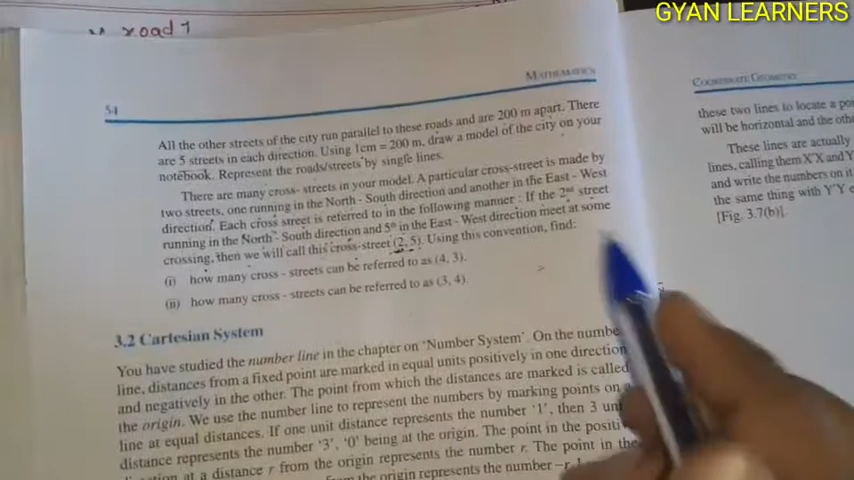 GYAN LEARNERS
road 1
54
MATHEMATICS
All the other streets of the city run parallel to these roads and are 200 m apart. There
are 5 streets in each direction. Using 1cm = 200 m, draw a model of the city on your
notebook. Represent the roads/streets by single lines.
There are many cross- streets in your model. A particular cross-street is made by
two streets, one running in the North - South direction and another in the East - West
direction. Each cross street is referred to in the following manner : If the 2nd street
running in the North - South direction and 5th in the East - West direction meet at some
crossing, then we will call this cross-street (2, 5). Using this convention, find:
(i) how many cross - streets can be referred to as (4, 3).
(ii) how many cross - streets can be referred to as (3, 4).
3.2 Cartesian System
You have studied the number line in the chapter on 'Number System'. On the number
line, distances from a fixed point are marked in equal units positively in one direction
and negatively in the other. The point from which the distances are marked is called
the origin. We use the number line to represent the numbers by marking points on a
line at equal distances. If one unit distance represents the number '1', then 3 units
distance represents the number '3', '0' being at the origin. The point in the positi
at a distance r from the origin represents the number r. The point in the
from the origin represents the number −r.
COORDINATE GEOMETRY
these two lines to locate a poi
will be horizontal and the othe
These lines are actually
lines, calling them X'X and Y
and write the numbers on it
the same thing with Y'Y e
[Fig. 3.7(b)].